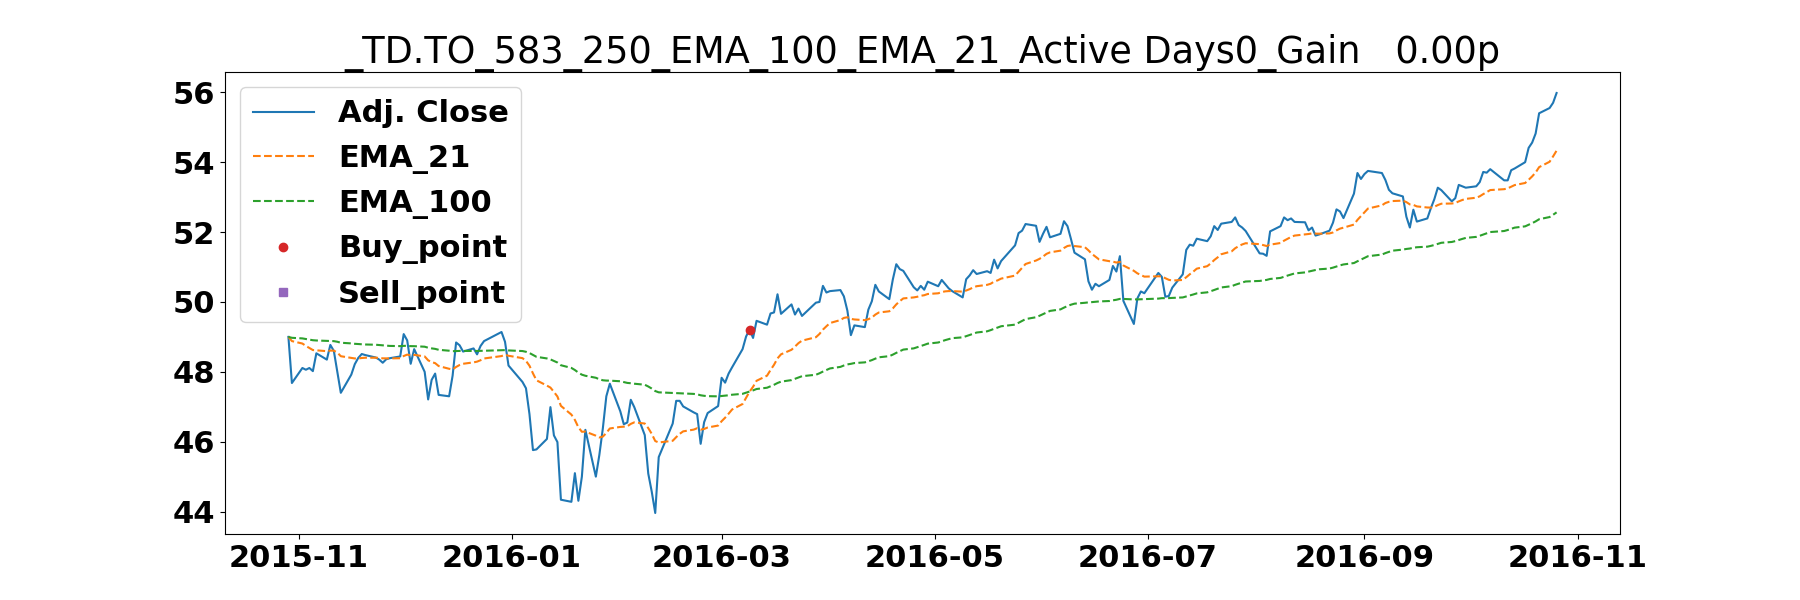 _TD.TO_583_250_EMA_100_EMA_21_Active Days0_Gain   0.00p
56
54
52
50
48
46
44
Adj. Close
EMA_21
EMA_100
Buy_point
Sell_point
2015-11 2016-01 2016-03 2016-05 2016-07 2016-09 2016-11